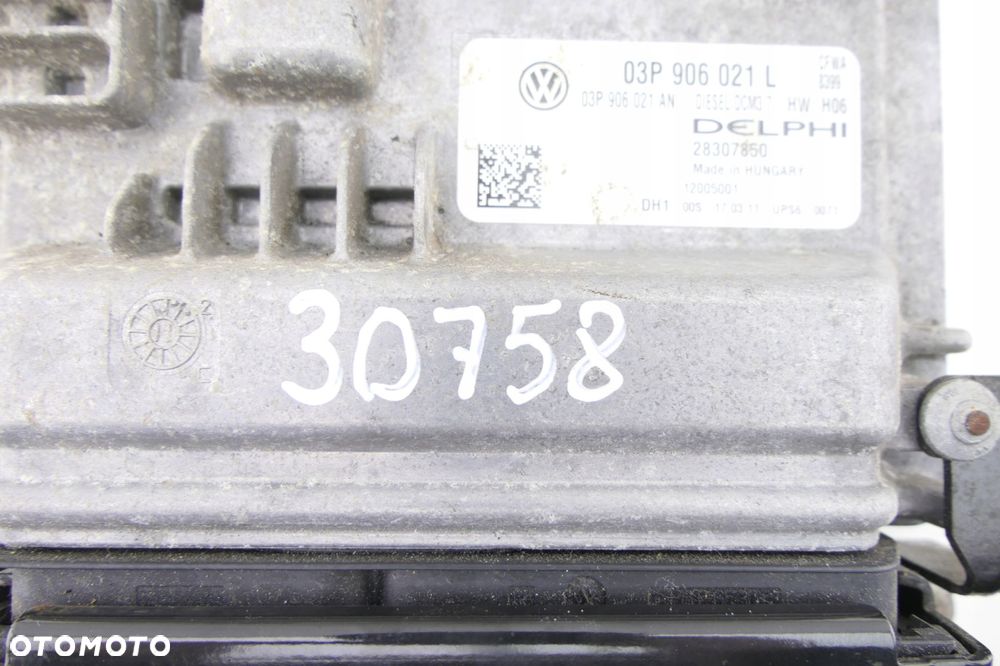 03P 906 021 L
CFWA
8399
03P 906 021 AN DIESEL DCM3.7 HW H06
DELPHI
28307850
Made in HUNGARY
12005001
DH1 00S 17.03.11 UPS6 0071
30758
OTOMOTO